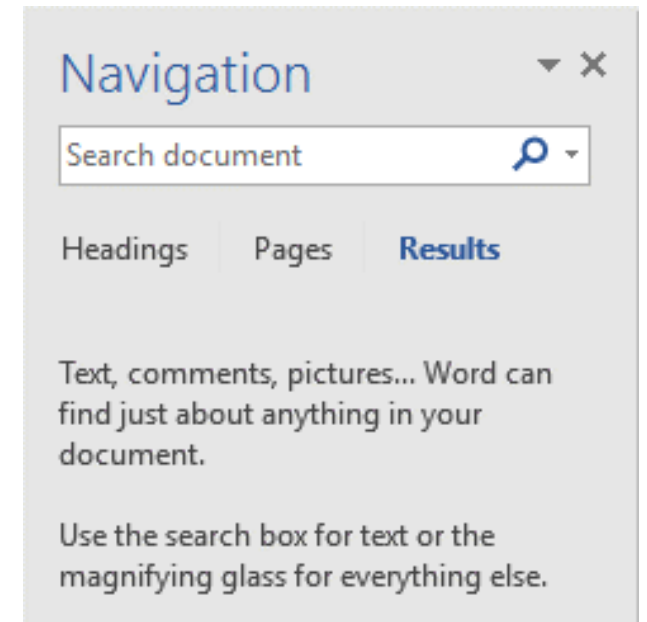 Navigation
Search document
Headings Pages Results
Text, comments, pictures... Word can
find just about anything in your
document.
Use the search box for text or the
magnifying glass for everything else.